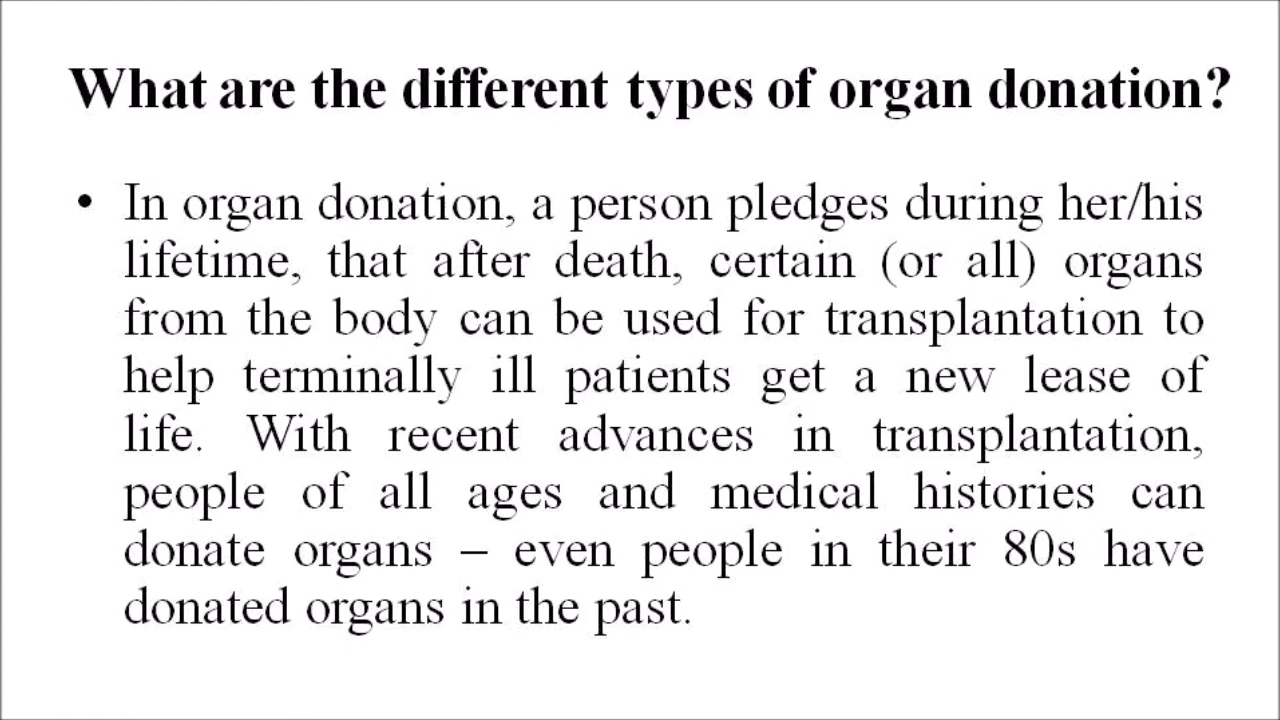 What are the different types of organ donation?
• In organ donation, a person pledges during her/his
lifetime, that after death, certain (or all) organs
from the body can be used for transplantation to
help terminally ill patients get a new lease of
life. With recent advances in transplantation,
people of all ages and medical histories can
donate organs – even people in their 80s have
donated organs in the past.